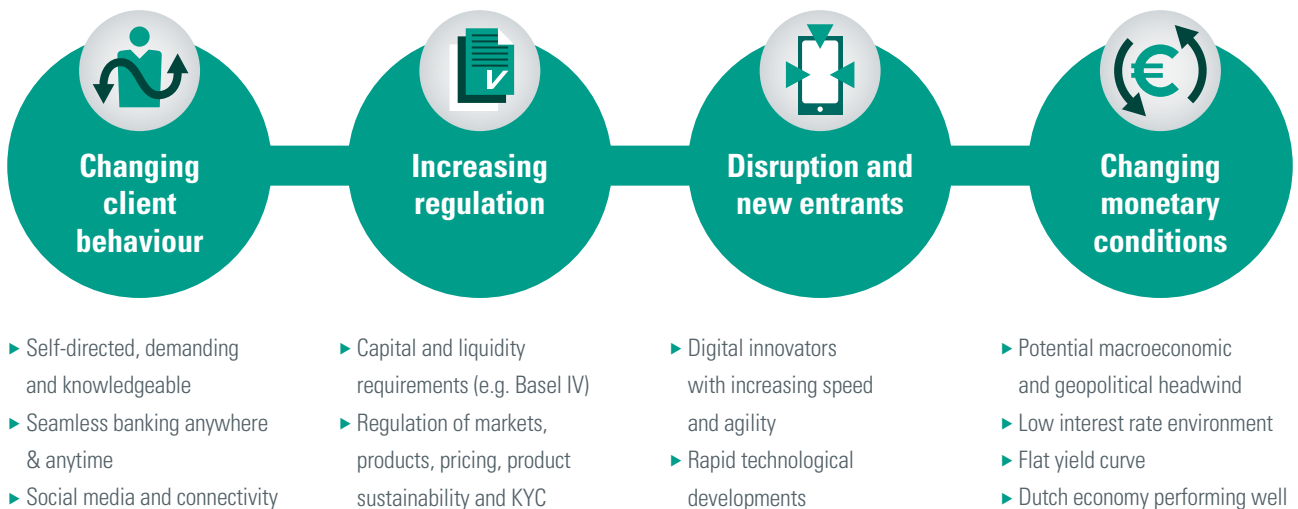 Changing
client
behaviour
Increasing
regulation
Disruption and
new entrants
Changing
monetary
conditions
▸ Self-directed, demanding
and knowledgeable
▸ Seamless banking anywhere
& anytime
▸ Social media and connectivity
▸ Capital and liquidity
requirements (e.g. Basel IV)
▸ Regulation of markets,
products, pricing, product
sustainability and KYC
▸ Digital innovators
with increasing speed
and agility
▸ Rapid technological
developments
▸ Potential macroeconomic
and geopolitical headwind
▸ Low interest rate environment
▸ Flat yield curve
▸ Dutch economy performing well